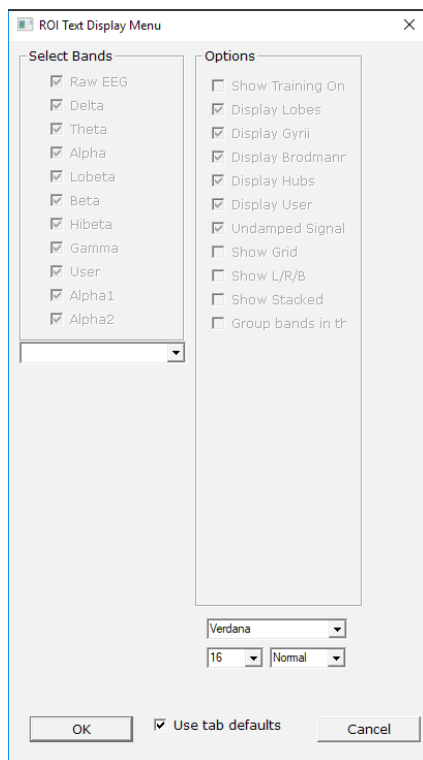 ROI Text Display Menu
Select Bands
Raw EEG
Delta
Theta
Alpha
Lobeta
Beta
Hibeta
Gamma
User
Alpha1
Alpha2
Options
Show Training On
Display Lobes
Display Gyrii
Display Brodmann
Display Hubs
Display User
Undamped Signal
Show Grid
Show L/R/B
Show Stacked
Group bands in th
Verdana
16 Normal
OK Use tab defaults Cancel